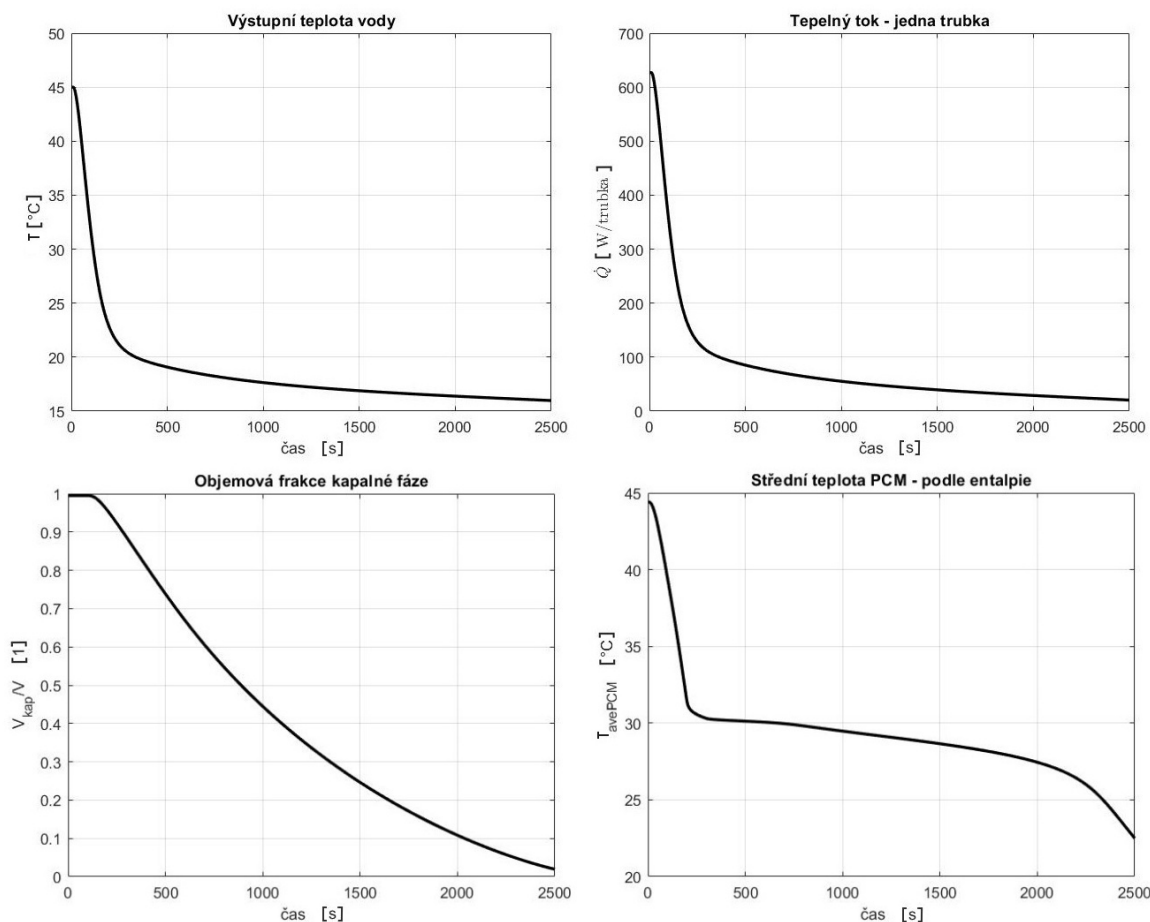 Výstupní teplota vody
50
45
40
35
30
25
20
15
T [°C]
0 500 1000 1500 2000 2500
čas [s]
Tepelný tok - jedna trubka
700
600
500
400
300
200
100
0
Q̇ [ W/trubka ]
0 500 1000 1500 2000 2500
čas [s]
Objemová frakce kapalné fáze
1
0.9
0.8
0.7
0.6
0.5
0.4
0.3
0.2
0.1
0
V_kap/V [1]
0 500 1000 1500 2000 2500
čas [s]
Střední teplota PCM - podle entalpie
45
40
35
30
25
20
T_avePCM [°C]
0 500 1000 1500 2000 2500
čas [s]